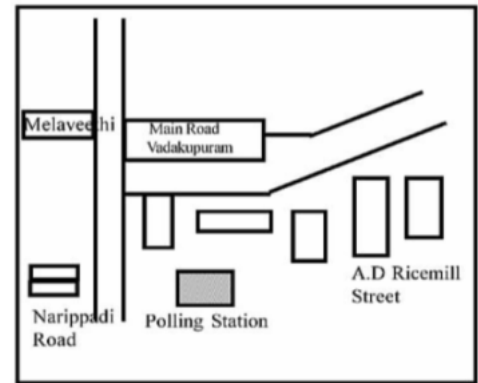 Melaveethi
Main Road
Vadakupuram
A.D Ricemill
Street
Narippadi
Road
Polling Station